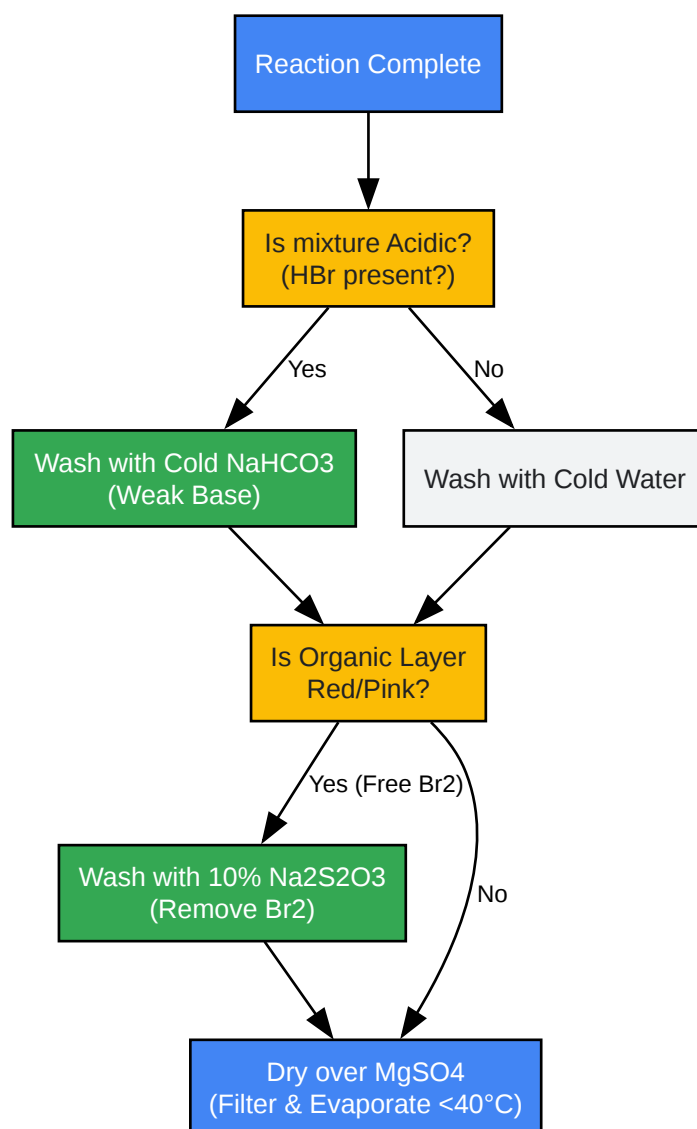 Reaction Complete
Is mixture Acidic?
(HBr present?)
Yes
No
Wash with Cold NaHCO3
(Weak Base)
Wash with Cold Water
Is Organic Layer
Red/Pink?
Yes (Free Br2)
Wash with 10% Na2S2O3
(Remove Br2)
No
Dry over MgSO4
(Filter & Evaporate <40°C)